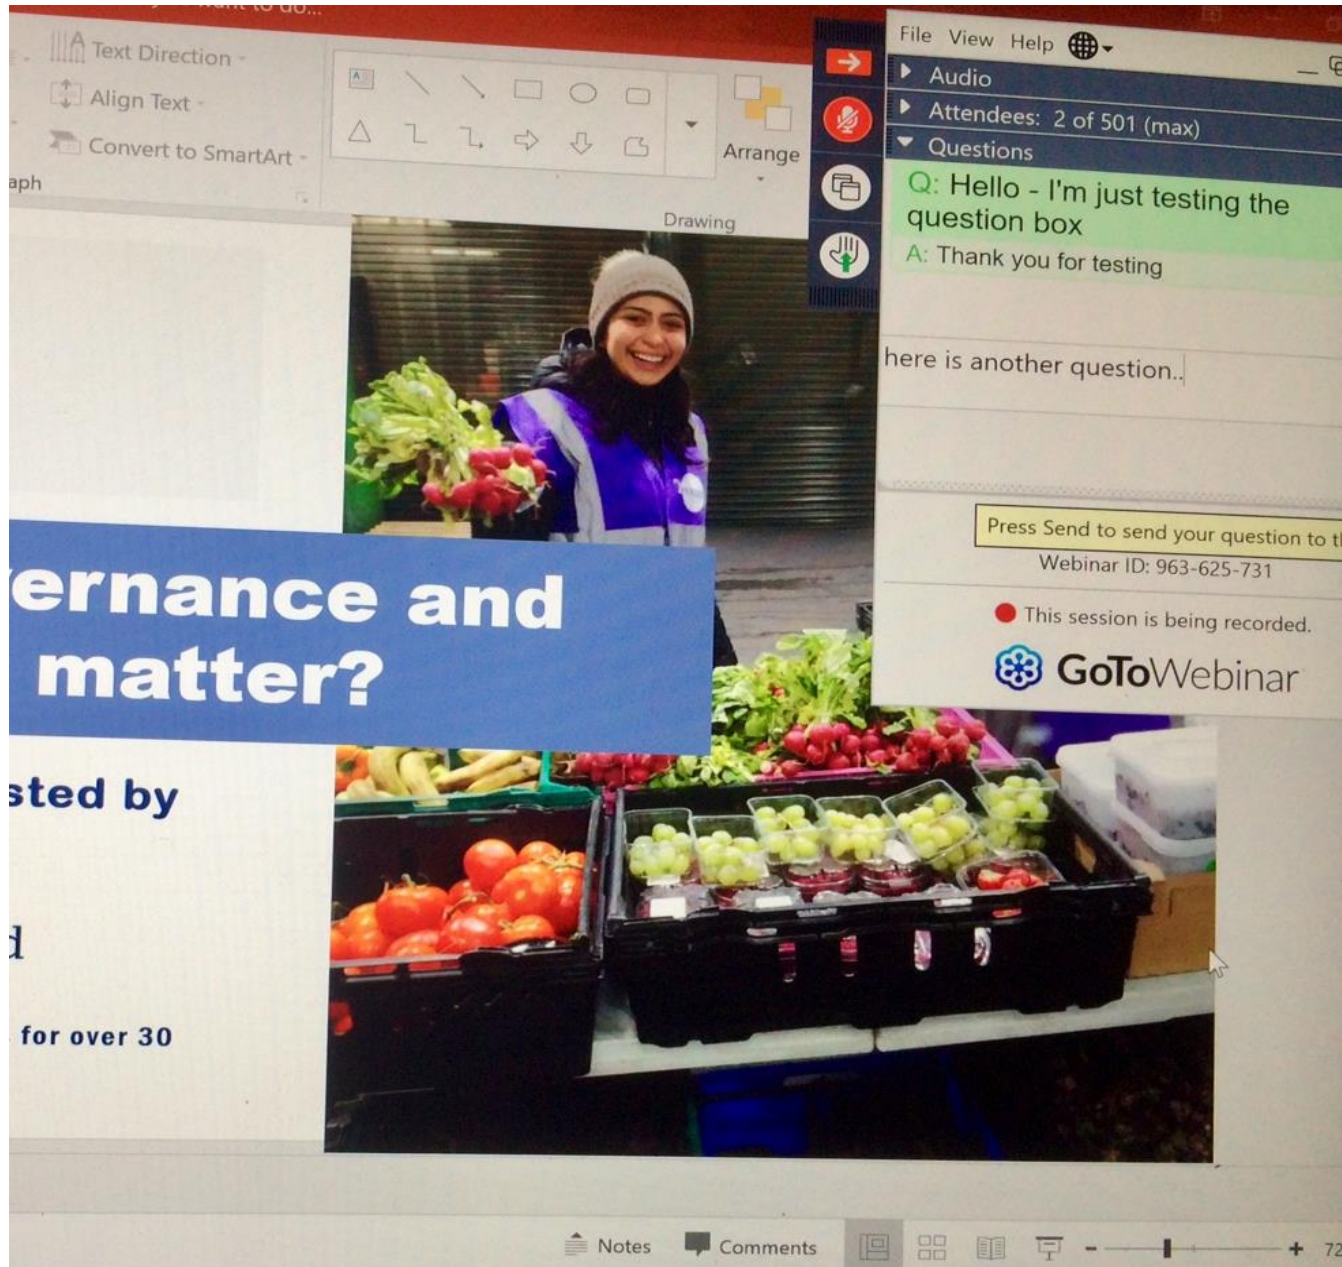 Text Direction
Align Text
Convert to SmartArt
aph
Arrange
Drawing
File View Help
Audio
Attendees: 2 of 501 (max)
Questions
Q: Hello - I'm just testing the
question box
A: Thank you for testing
here is another question..
Press Send to send your question to
Webinar ID: 963-625-731
This session is being recorded.
GoToWebinar
ernance and
matter?
sted by
d
for over 30
Notes Comments
72